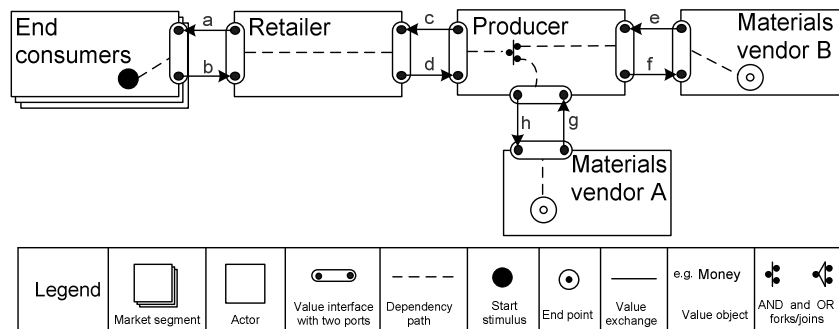 End
consumers
a
b
Retailer
c
d
Producer
e
f
Materials
vendor B
h
g
Materials
vendor A
Legend
Market segment
Actor
Value interface
with two ports
Dependency
path
Start
stimulus
End point
Value
exchange
e.g. Money
Value object
AND and OR
forks/joins